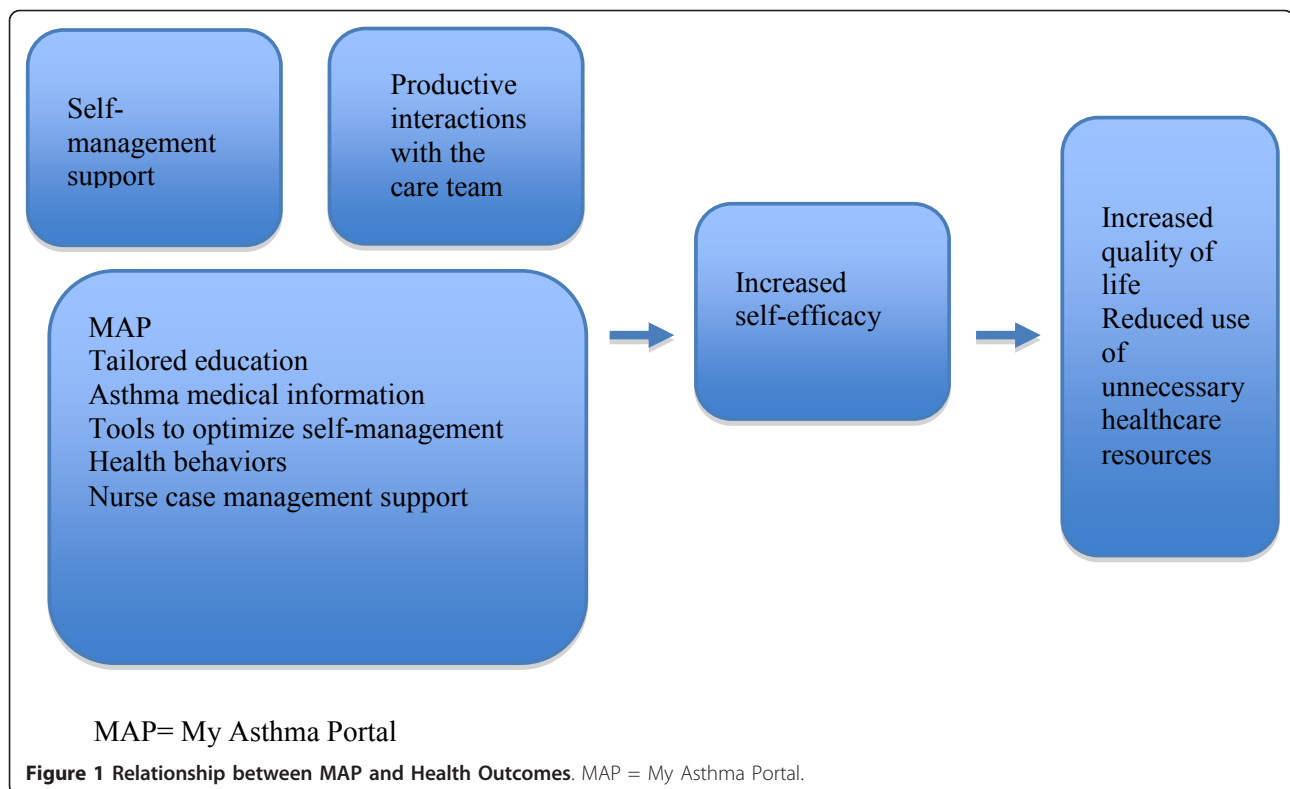 Self-
management
support
Productive
interactions
with the
care team
MAP
Tailored education
Asthma medical information
Tools to optimize self-management
Health behaviors
Nurse case management support
Increased
self-efficacy
Increased
quality of
life
Reduced use
of
unnecessary
healthcare
resources
MAP= My Asthma Portal
Figure 1 Relationship between MAP and Health Outcomes. MAP = My Asthma Portal.